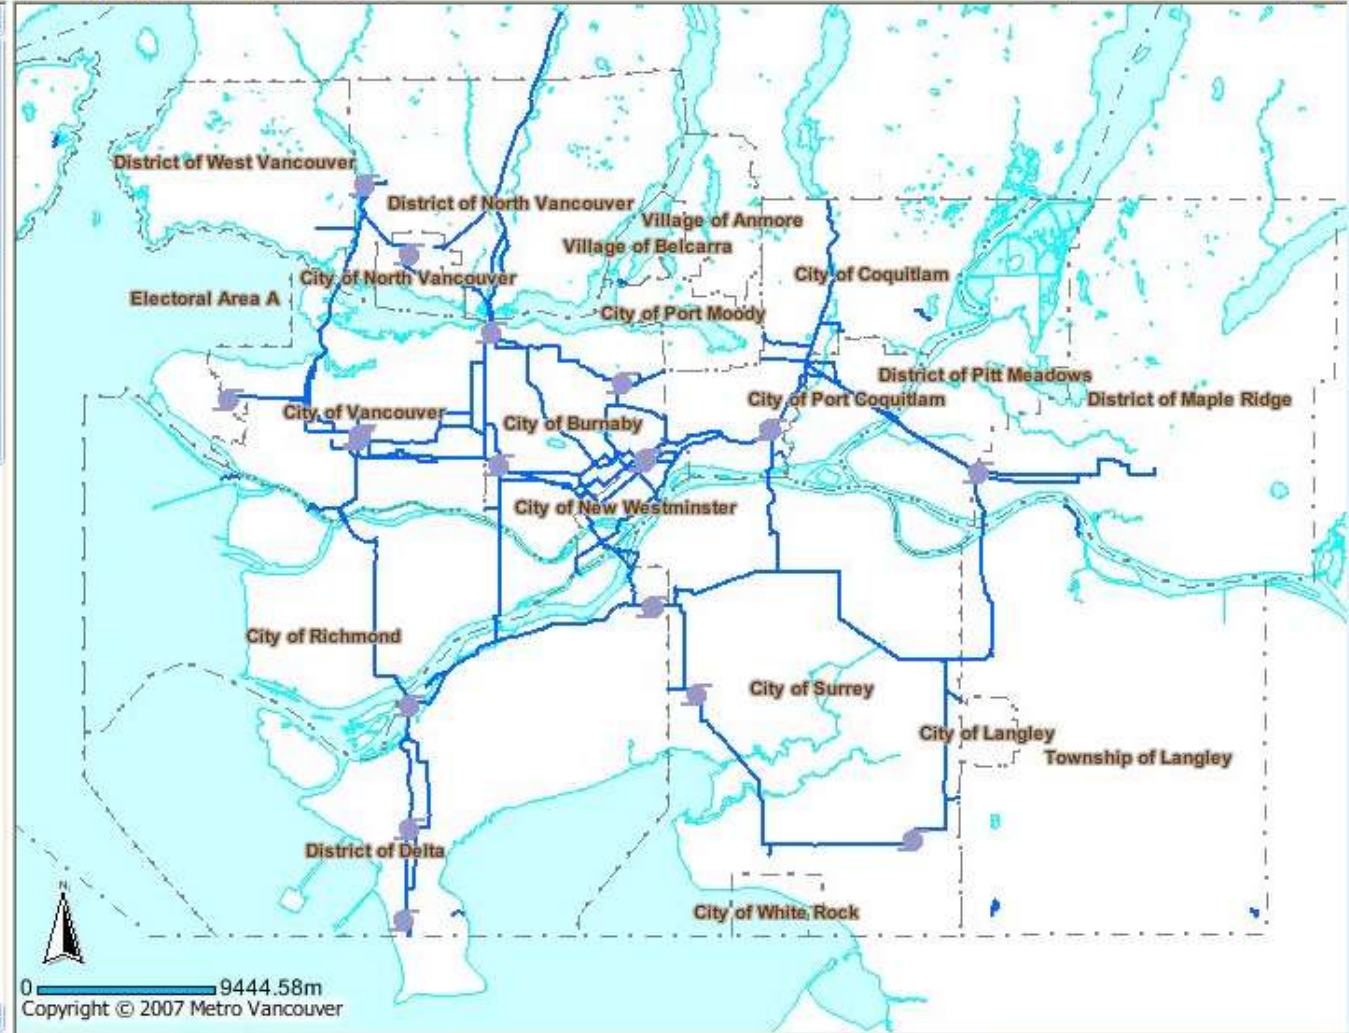 District of West Vancouver
District of North Vancouver
Village of Anmore
Village of Belcarra
City of North Vancouver
City of Coquitlam
Electoral Area A
City of Port Moody
District of Pitt Meadows
City of Port Coquitlam
District of Maple Ridge
City of Vancouver
City of Burnaby
City of New Westminster
City of Richmond
City of Surrey
City of Langley
Township of Langley
District of Delta
N
City of White Rock
0 9444.58m
Copyright © 2007 Metro Vancouver